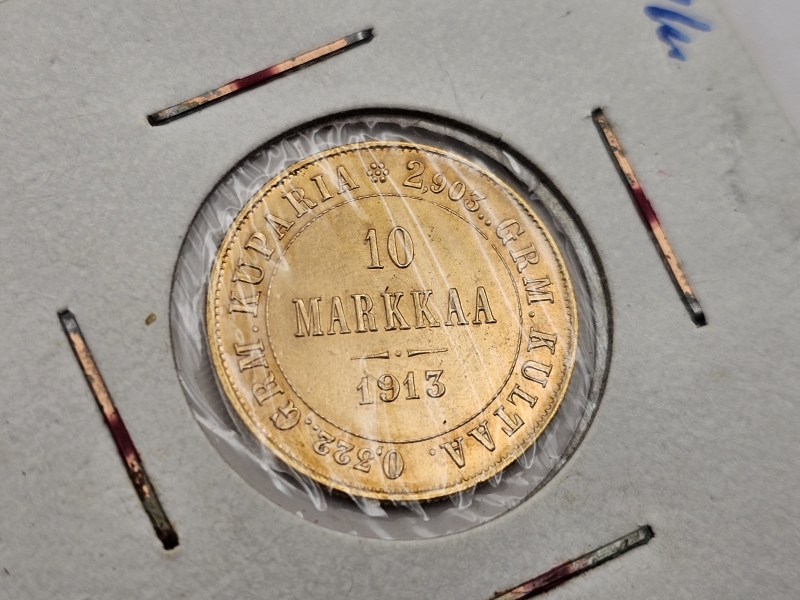 10
MARKKAA
1913
2,903.. GRM. KULTAA.
0,322.. GRM. KUPARIA